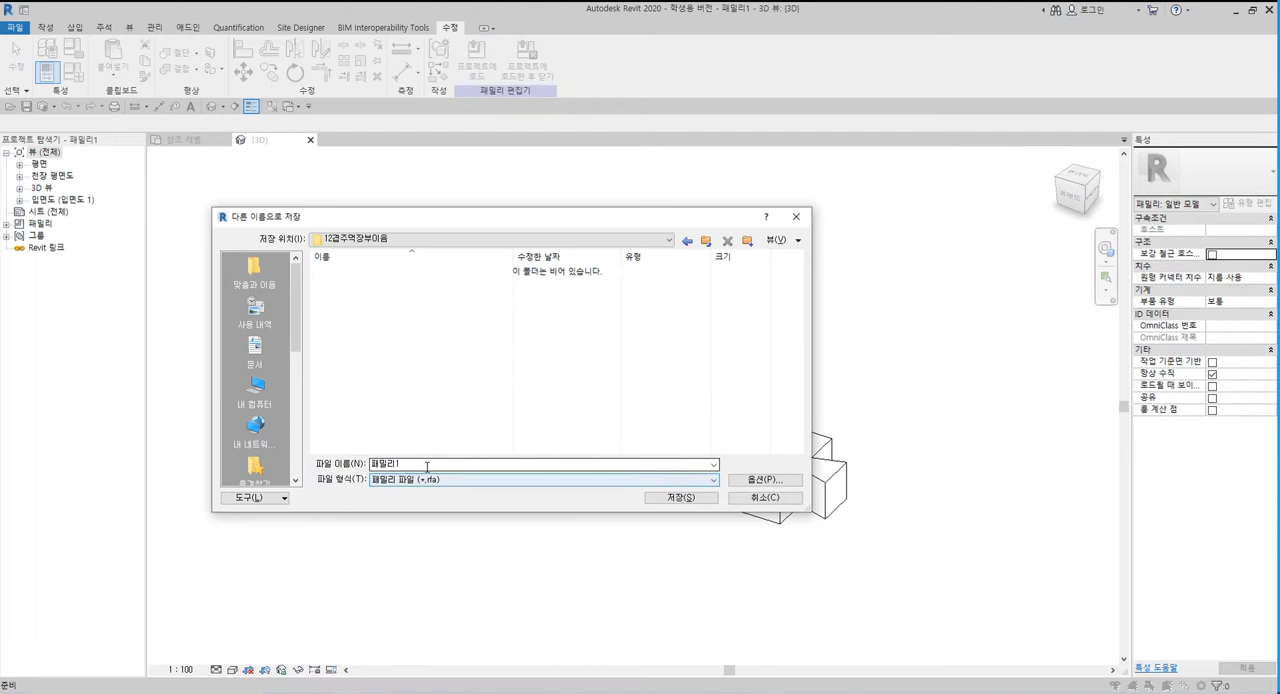 Autodesk Revit 2020 - 학생용 버전 - 패밀리1 - 3D 뷰: {3D}
로그인
파일 작성 삽입 주석 뷰 관리 애드인 Quantification Site Designer BIM Interoperability Tools 수정
수정
붙여넣기
절단
결합
프로젝트에 로드
프로젝트에 로드한 후 닫기
선택 특성 클립보드 형상 수정 측정 작성 패밀리 편집기
프로젝트 탐색기 - 패밀리1
뷰 (전체)
평면
천장 평면도
3D 뷰
입면도 (입면도 1)
시트 (전체)
패밀리
그룹
Revit 링크
{3D}
다른 이름으로 저장
저장 위치(I): 12겹주먹장부이음
뷰(V)
이름 수정한 날짜 유형 크기
이 폴더는 비어 있습니다.
맞춤과 이음
사용 내역
문서
내 컴퓨터
내 네트워...
파일 이름(N): 패밀리1
파일 형식(T): 패밀리 파일 (*.rfa)
옵션(P)...
도구(L)
저장(S)
취소(C)
특성
패밀리: 일반 모델
유형 편집
구속조건
호스트
구조
보강 철근 호스...
치수
원형 커넥터 치수 지름 사용
기계
부품 유형 보통
ID 데이터
OmniClass 번호
OmniClass 제목
기타
작업 기준면 기반
항상 수직
로드될 때 보이...
공유
룸 계산 점
특성 도움말
적용
1 : 100
준비
:0